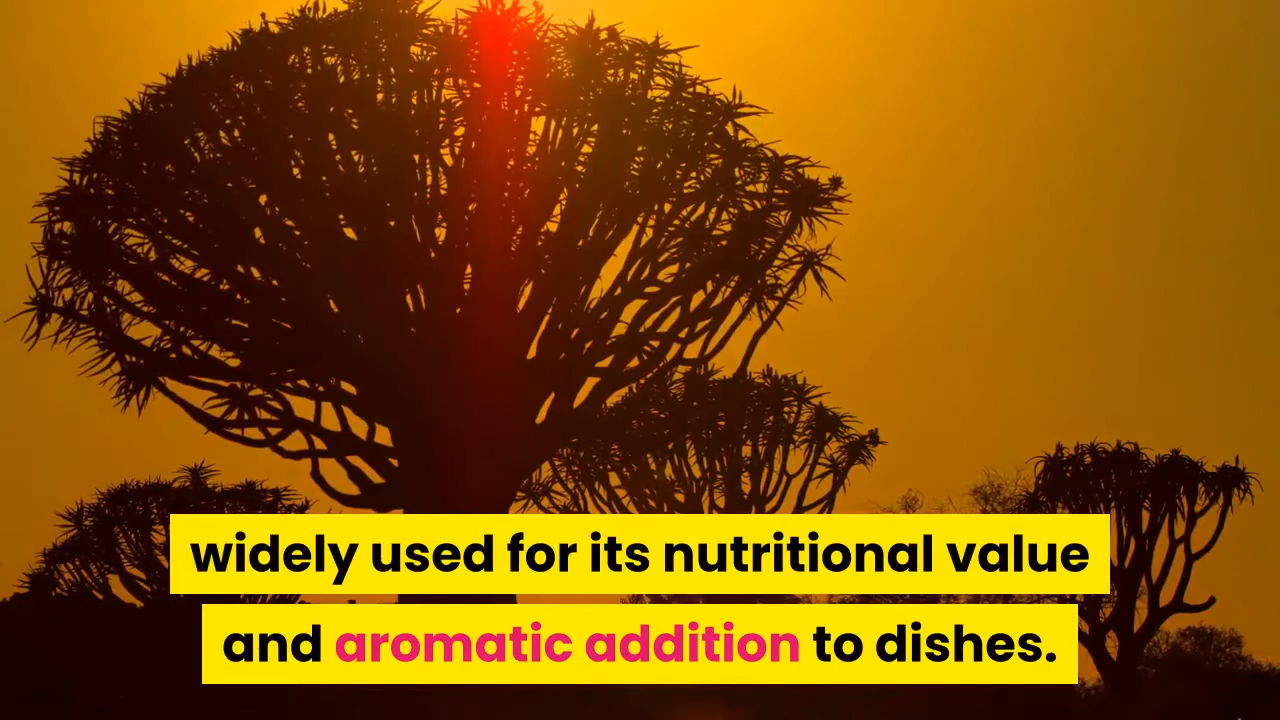 widely used for its nutritional value
and aromatic addition to dishes.